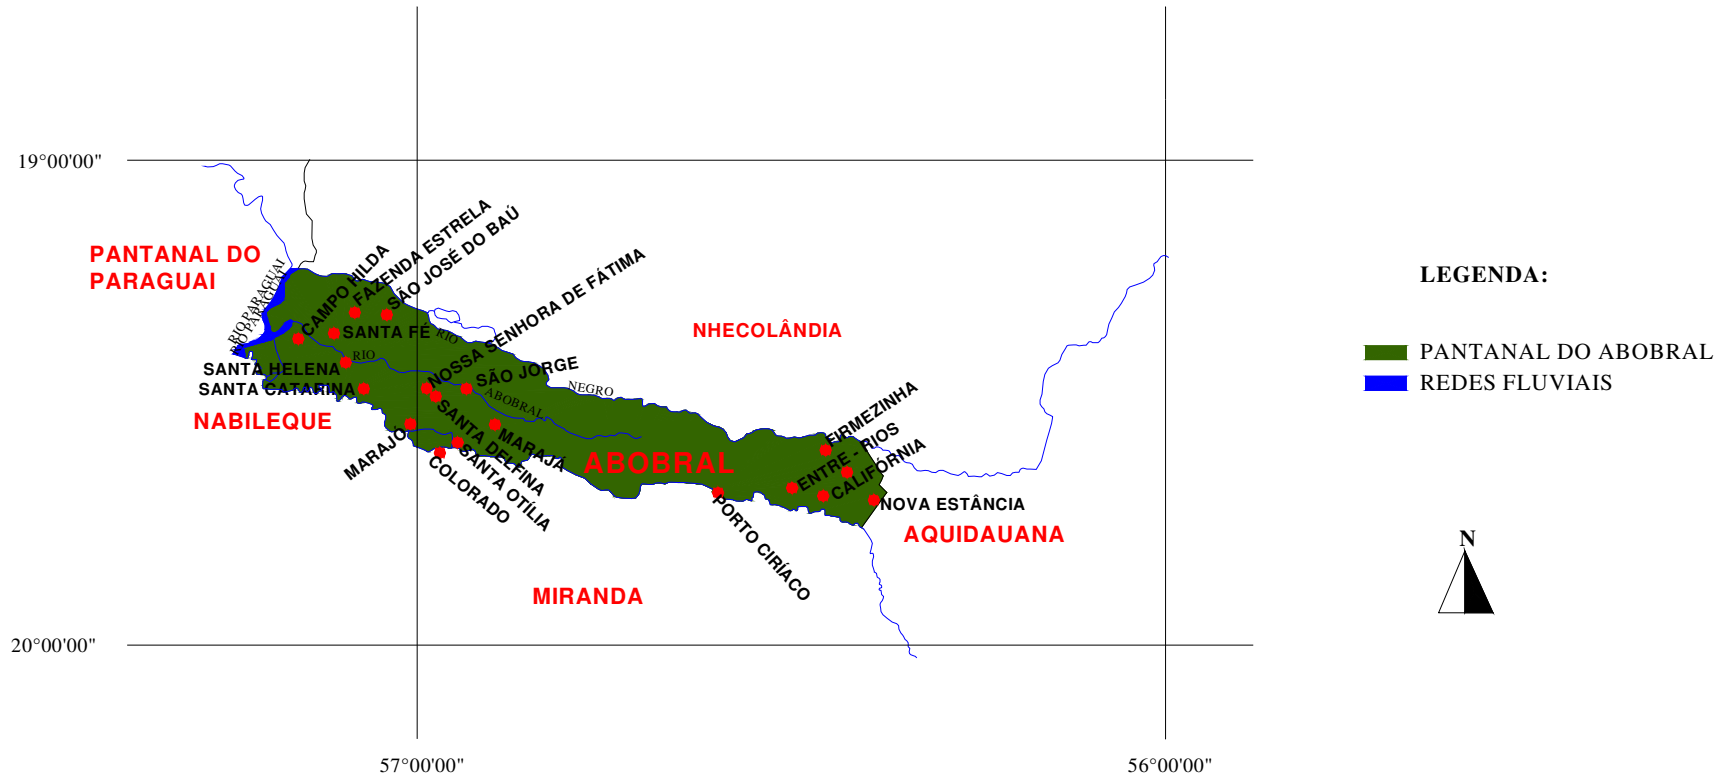 19°00'00"
PANTANAL DO
PARAGUAI
RIO PARAGUAI
RIO PARAGUAI
CAMPO HILDA
FAZENDA ESTRELA
SÃO JOSÉ DO BAÚ
NOSSA SENHORA DE FÁTIMA
SANTA FÉ
RIO
NEGRO
NHECOLÂNDIA
RIO
ABOBRAL
SANTA HELENA
SANTA CATARINA
SÃO JORGE
NABILEQUE
MARAJÓ
COLORADO
SANTA DELFINA
SANTA OTÍLIA
MARAJÁ
ABOBRAL
FIRMEZINHA
ENTRE - RIOS
CALIFÓRNIA
NOVA ESTÂNCIA
PORTO CIRÍACO
AQUIDAUANA
MIRANDA
20°00'00"
57°00'00"
56°00'00"
LEGENDA:
PANTANAL DO ABOBRAL
REDES FLUVIAIS
N